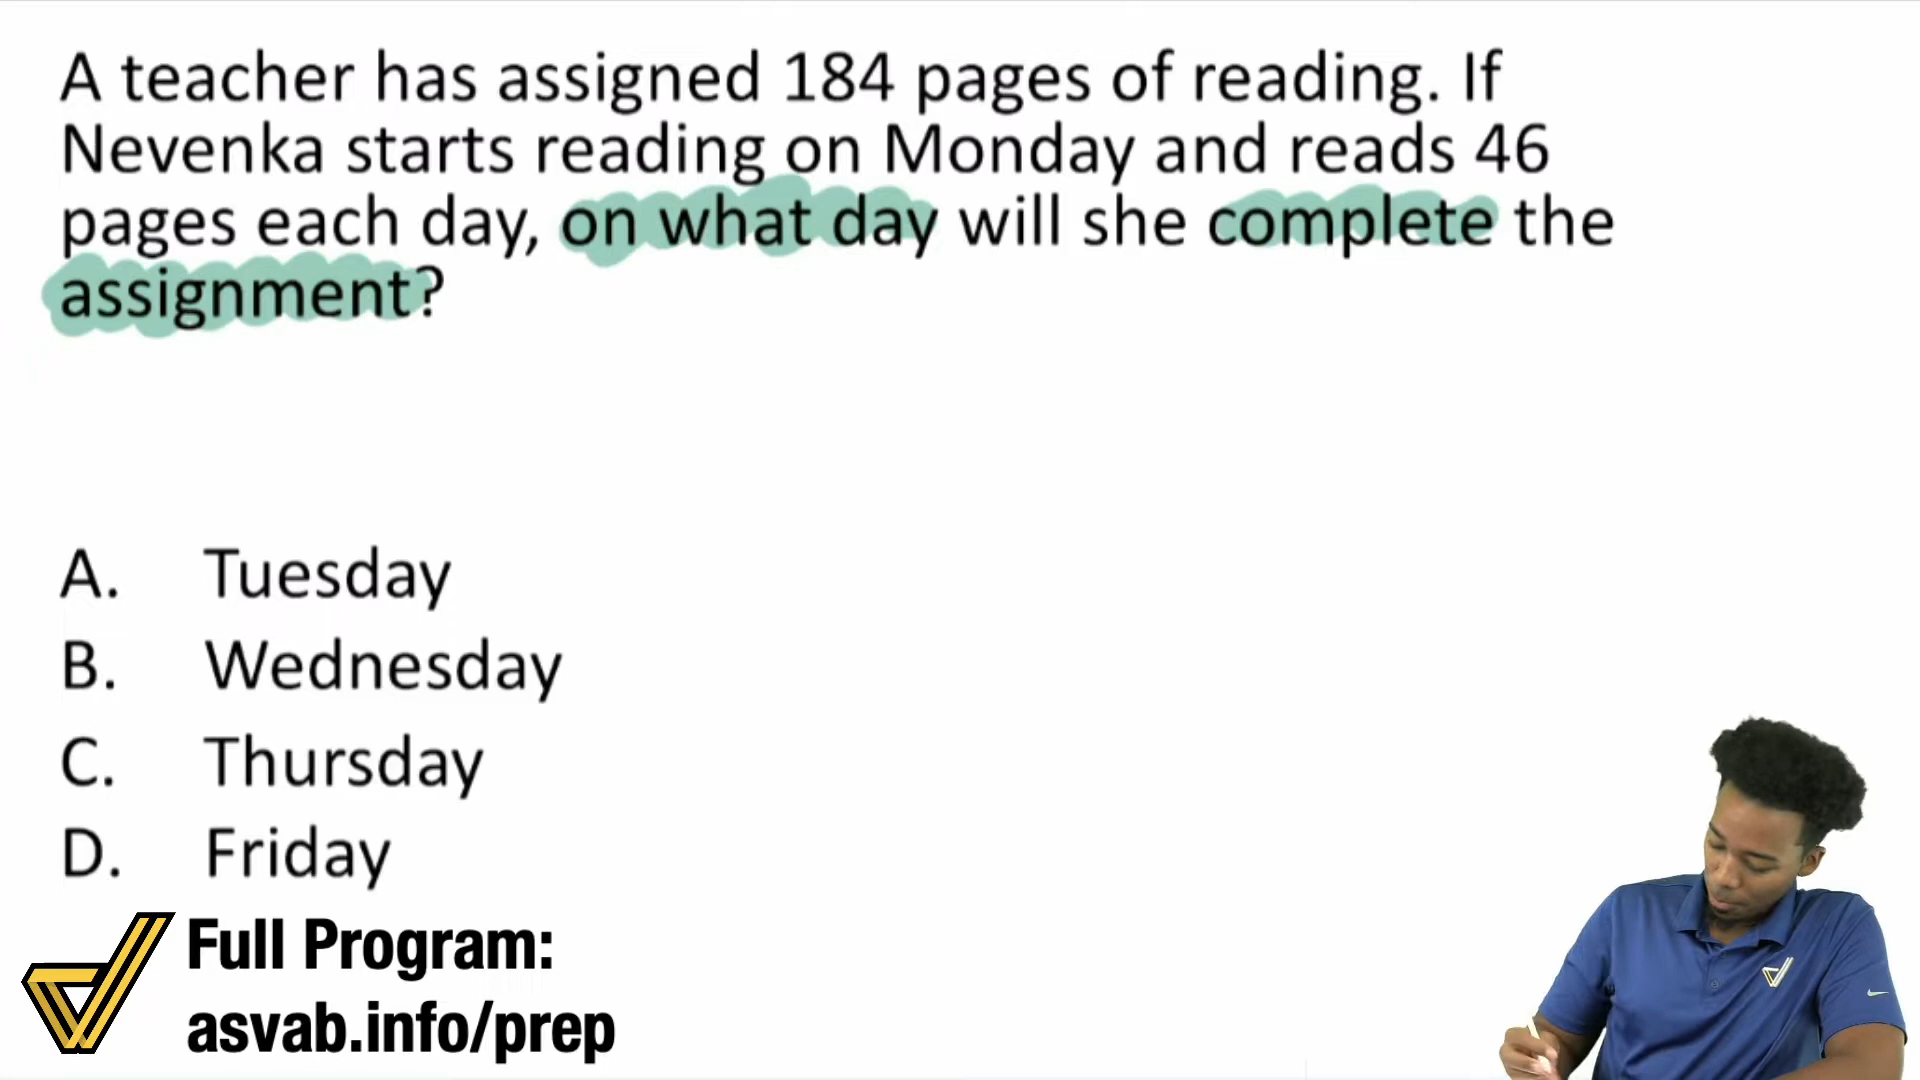 A teacher has assigned 184 pages of reading. If
Nevenka starts reading on Monday and reads 46
pages each day, on what day will she complete the
assignment?
A. Tuesday
B. Wednesday
C. Thursday
D. Friday
Full Program:
asvab.info/prep